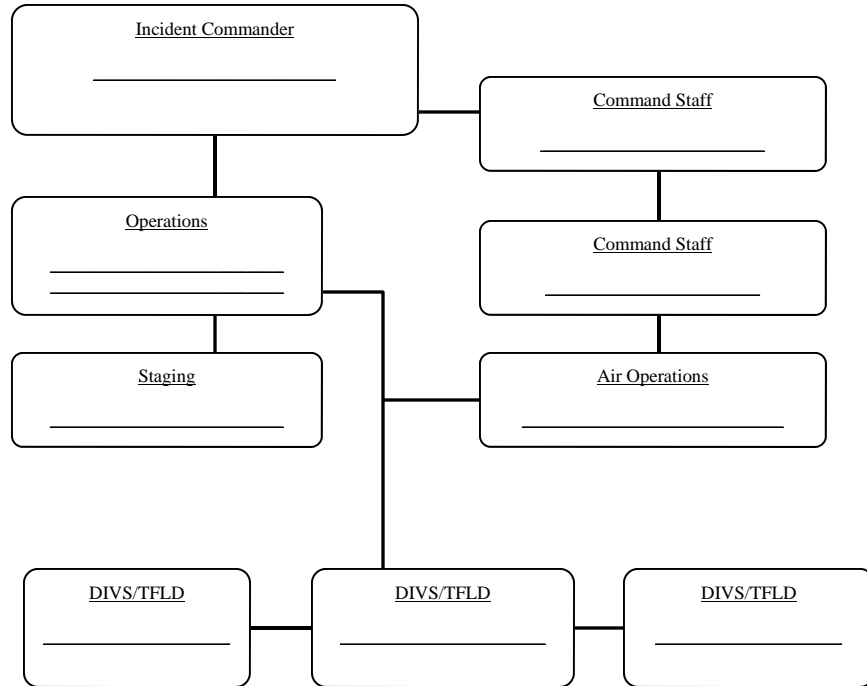 Incident Commander
Command Staff
Operations
Command Staff
Staging
Air Operations
DIVS/TFLD
DIVS/TFLD
DIVS/TFLD